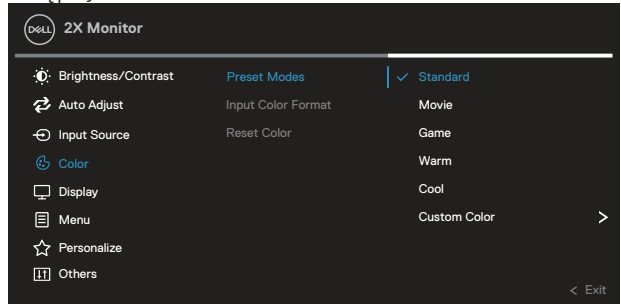 DELL 2X Monitor
Brightness/Contrast Preset Modes Standard
Auto Adjust Input Color Format Movie
Input Source Reset Color Game
Color Warm
Display Cool
Menu Custom Color >
Personalize
Others
< Exit